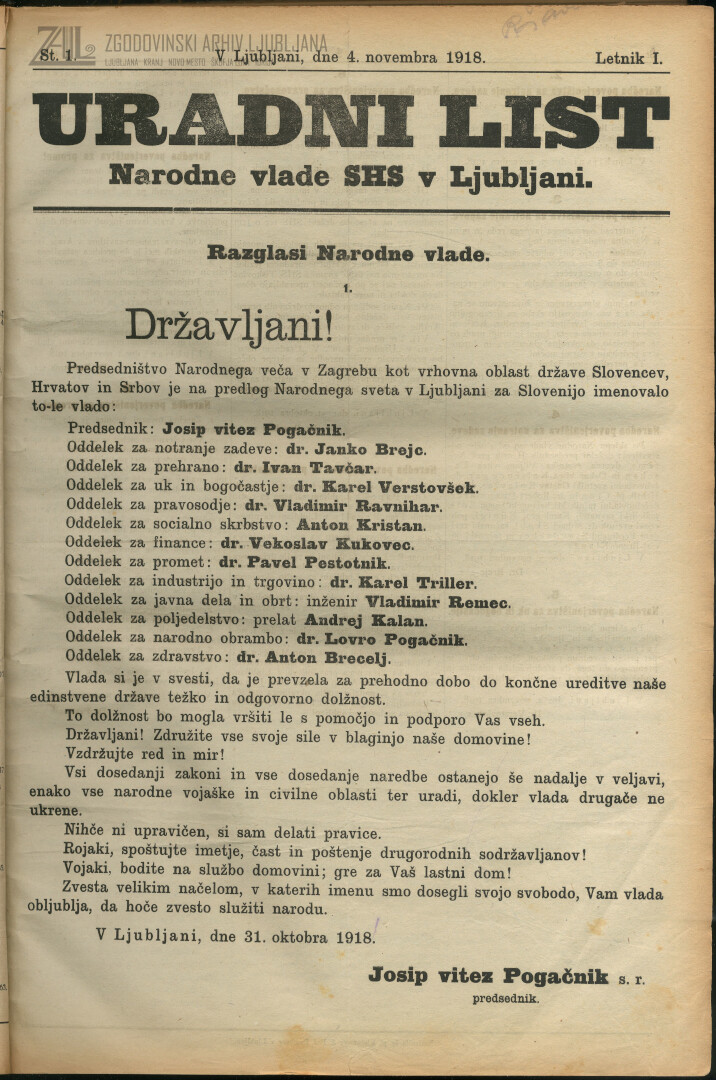 ZAL ZGODOVINSKI ARHIV LJUBLJANA
LJUBLJANA · KRANJ · NOVO MESTO
Št. 1. V Ljubljani, dne 4. novembra 1918. Letnik I.
URADNI LIST
Narodne vlade SHS v Ljubljani.
Razglasi Narodne vlade.
1.
Državljani!
Predsedništvo Narodnega veča v Zagrebu kot vrhovna oblast države Slovencev,
Hrvatov in Srbov je na predlog Narodnega sveta v Ljubljani za Slovenijo imenovalo
to-le vlado:
Predsednik: Josip vitez Pogačnik.
Oddelek za notranje zadeve: dr. Janko Brejc.
Oddelek za prehrano: dr. Ivan Tavčar.
Oddelek za uk in bogočastje: dr. Karel Verstovšek.
Oddelek za pravosodje: dr. Vladimir Ravnihar.
Oddelek za socialno skrbstvo: Anton Kristan.
Oddelek za finance: dr. Vekoslav Kukovec.
Oddelek za promet: dr. Pavel Pestotnik.
Oddelek za industrijo in trgovino: dr. Karel Triller.
Oddelek za javna dela in obrt: inženir Vladimir Remec.
Oddelek za poljedelstvo: prelat Andrej Kalan.
Oddelek za narodno obrambo: dr. Lovro Pogačnik.
Oddelek za zdravstvo: dr. Anton Brecelj.
Vlada si je v svesti, da je prevzela za prehodno dobo do končne ureditve naše
edinstvene države težko in odgovorno dolžnost.
To dolžnost bo mogla vršiti le s pomočjo in podporo Vas vseh.
Državljani! Združite vse svoje sile v blaginjo naše domovine!
Vzdržujte red in mir!
Vsi dosedanji zakoni in vse dosedanje naredbe ostanejo še nadalje v veljavi,
enako vse narodne vojaške in civilne oblasti ter uradi, dokler vlada drugače ne
ukrene.
Nihče ni upravičen, si sam delati pravice.
Rojaki, spoštujte imetje, čast in poštenje drugorodnih sodržavljanov!
Vojaki, bodite na službo domovini; gre za Vaš lastni dom!
Zvesta velikim načelom, v katerih imenu smo dosegli svojo svobodo, Vam vlada
obljublja, da hoče zvesto služiti narodu.
V Ljubljani, dne 31. oktobra 1918.
Josip vitez Pogačnik s. r.
predsednik.